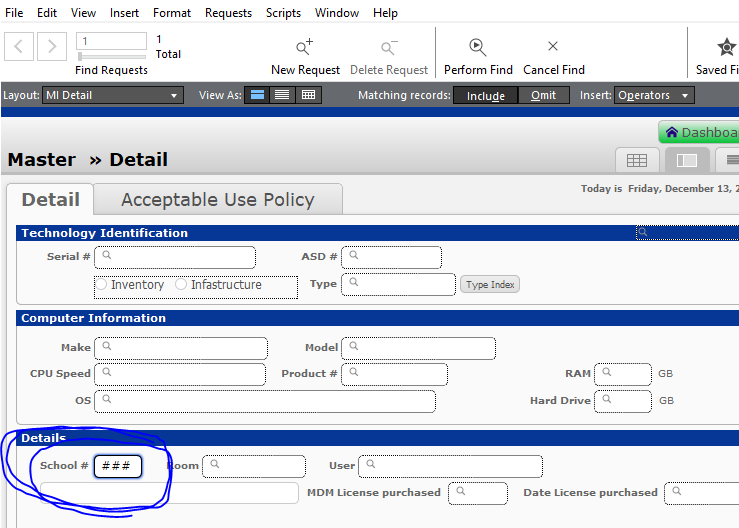 File Edit View Insert Format Requests Scripts Window Help
1 1
Total
Find Requests New Request Delete Request Perform Find Cancel Find Saved Fi
Layout: MI Detail View As: Matching records: Include Omit Insert: Operators
Dashboa
Master » Detail
Detail Acceptable Use Policy Today is Friday, December 13, 2
Technology Identification
Serial # ASD #
Inventory Infastructure Type Type Index
Computer Information
Make Model
CPU Speed Product # RAM GB
OS Hard Drive GB
Details
School # ### Room User
MDM License purchased Date License purchased